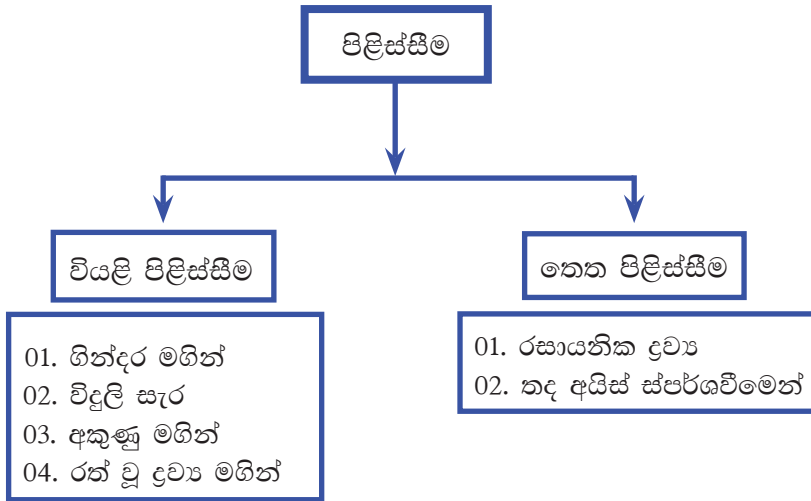 පිළිස්සීම
වියළි පිළිස්සීම
01. ගින්දර මගින්
02. විදුලි සැර
03. අකුණු මගින්
04. රත් වූ ද්‍රව්‍ය මගින්
තෙත පිළිස්සීම
01. රසායනික ද්‍රව්‍ය
02. තද අයිස් ස්පර්ශවීමෙන්